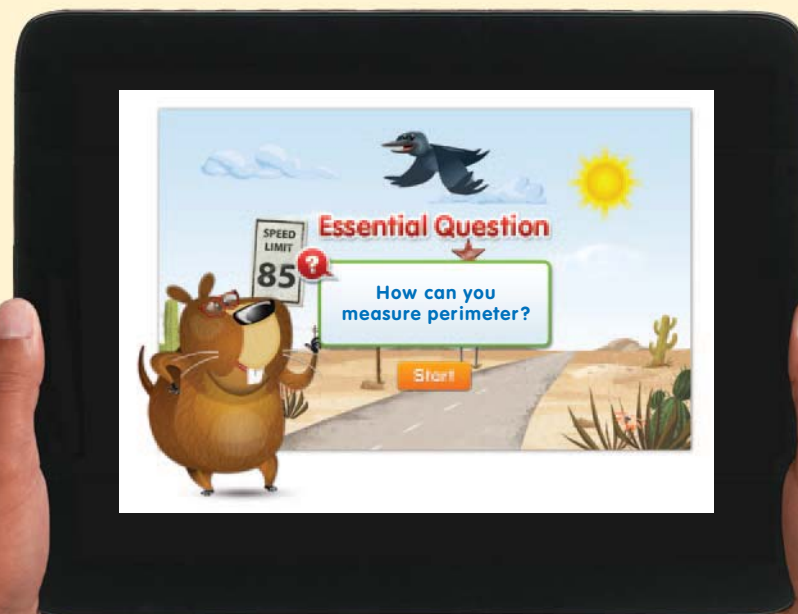 SPEED
LIMIT
85
Essential Question
?
How can you
measure perimeter?
Start